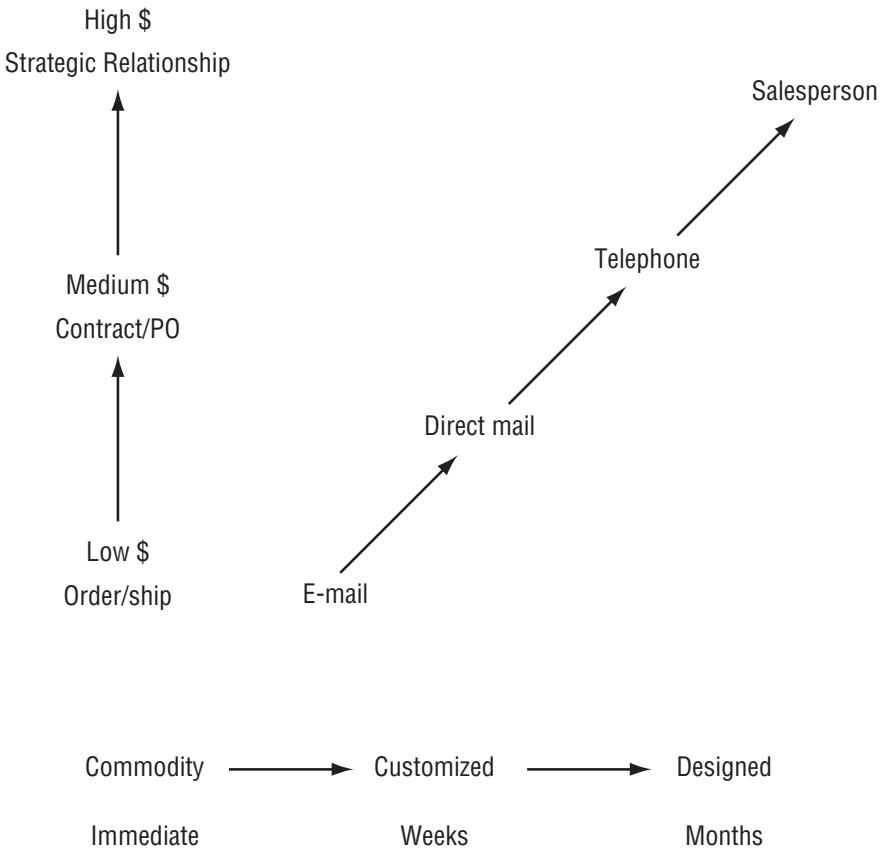 High $
Strategic Relationship
Salesperson
Telephone
Medium $
Contract/PO
Direct mail
Low $
Order/ship
E-mail
Commodity
Customized
Designed
Immediate
Weeks
Months